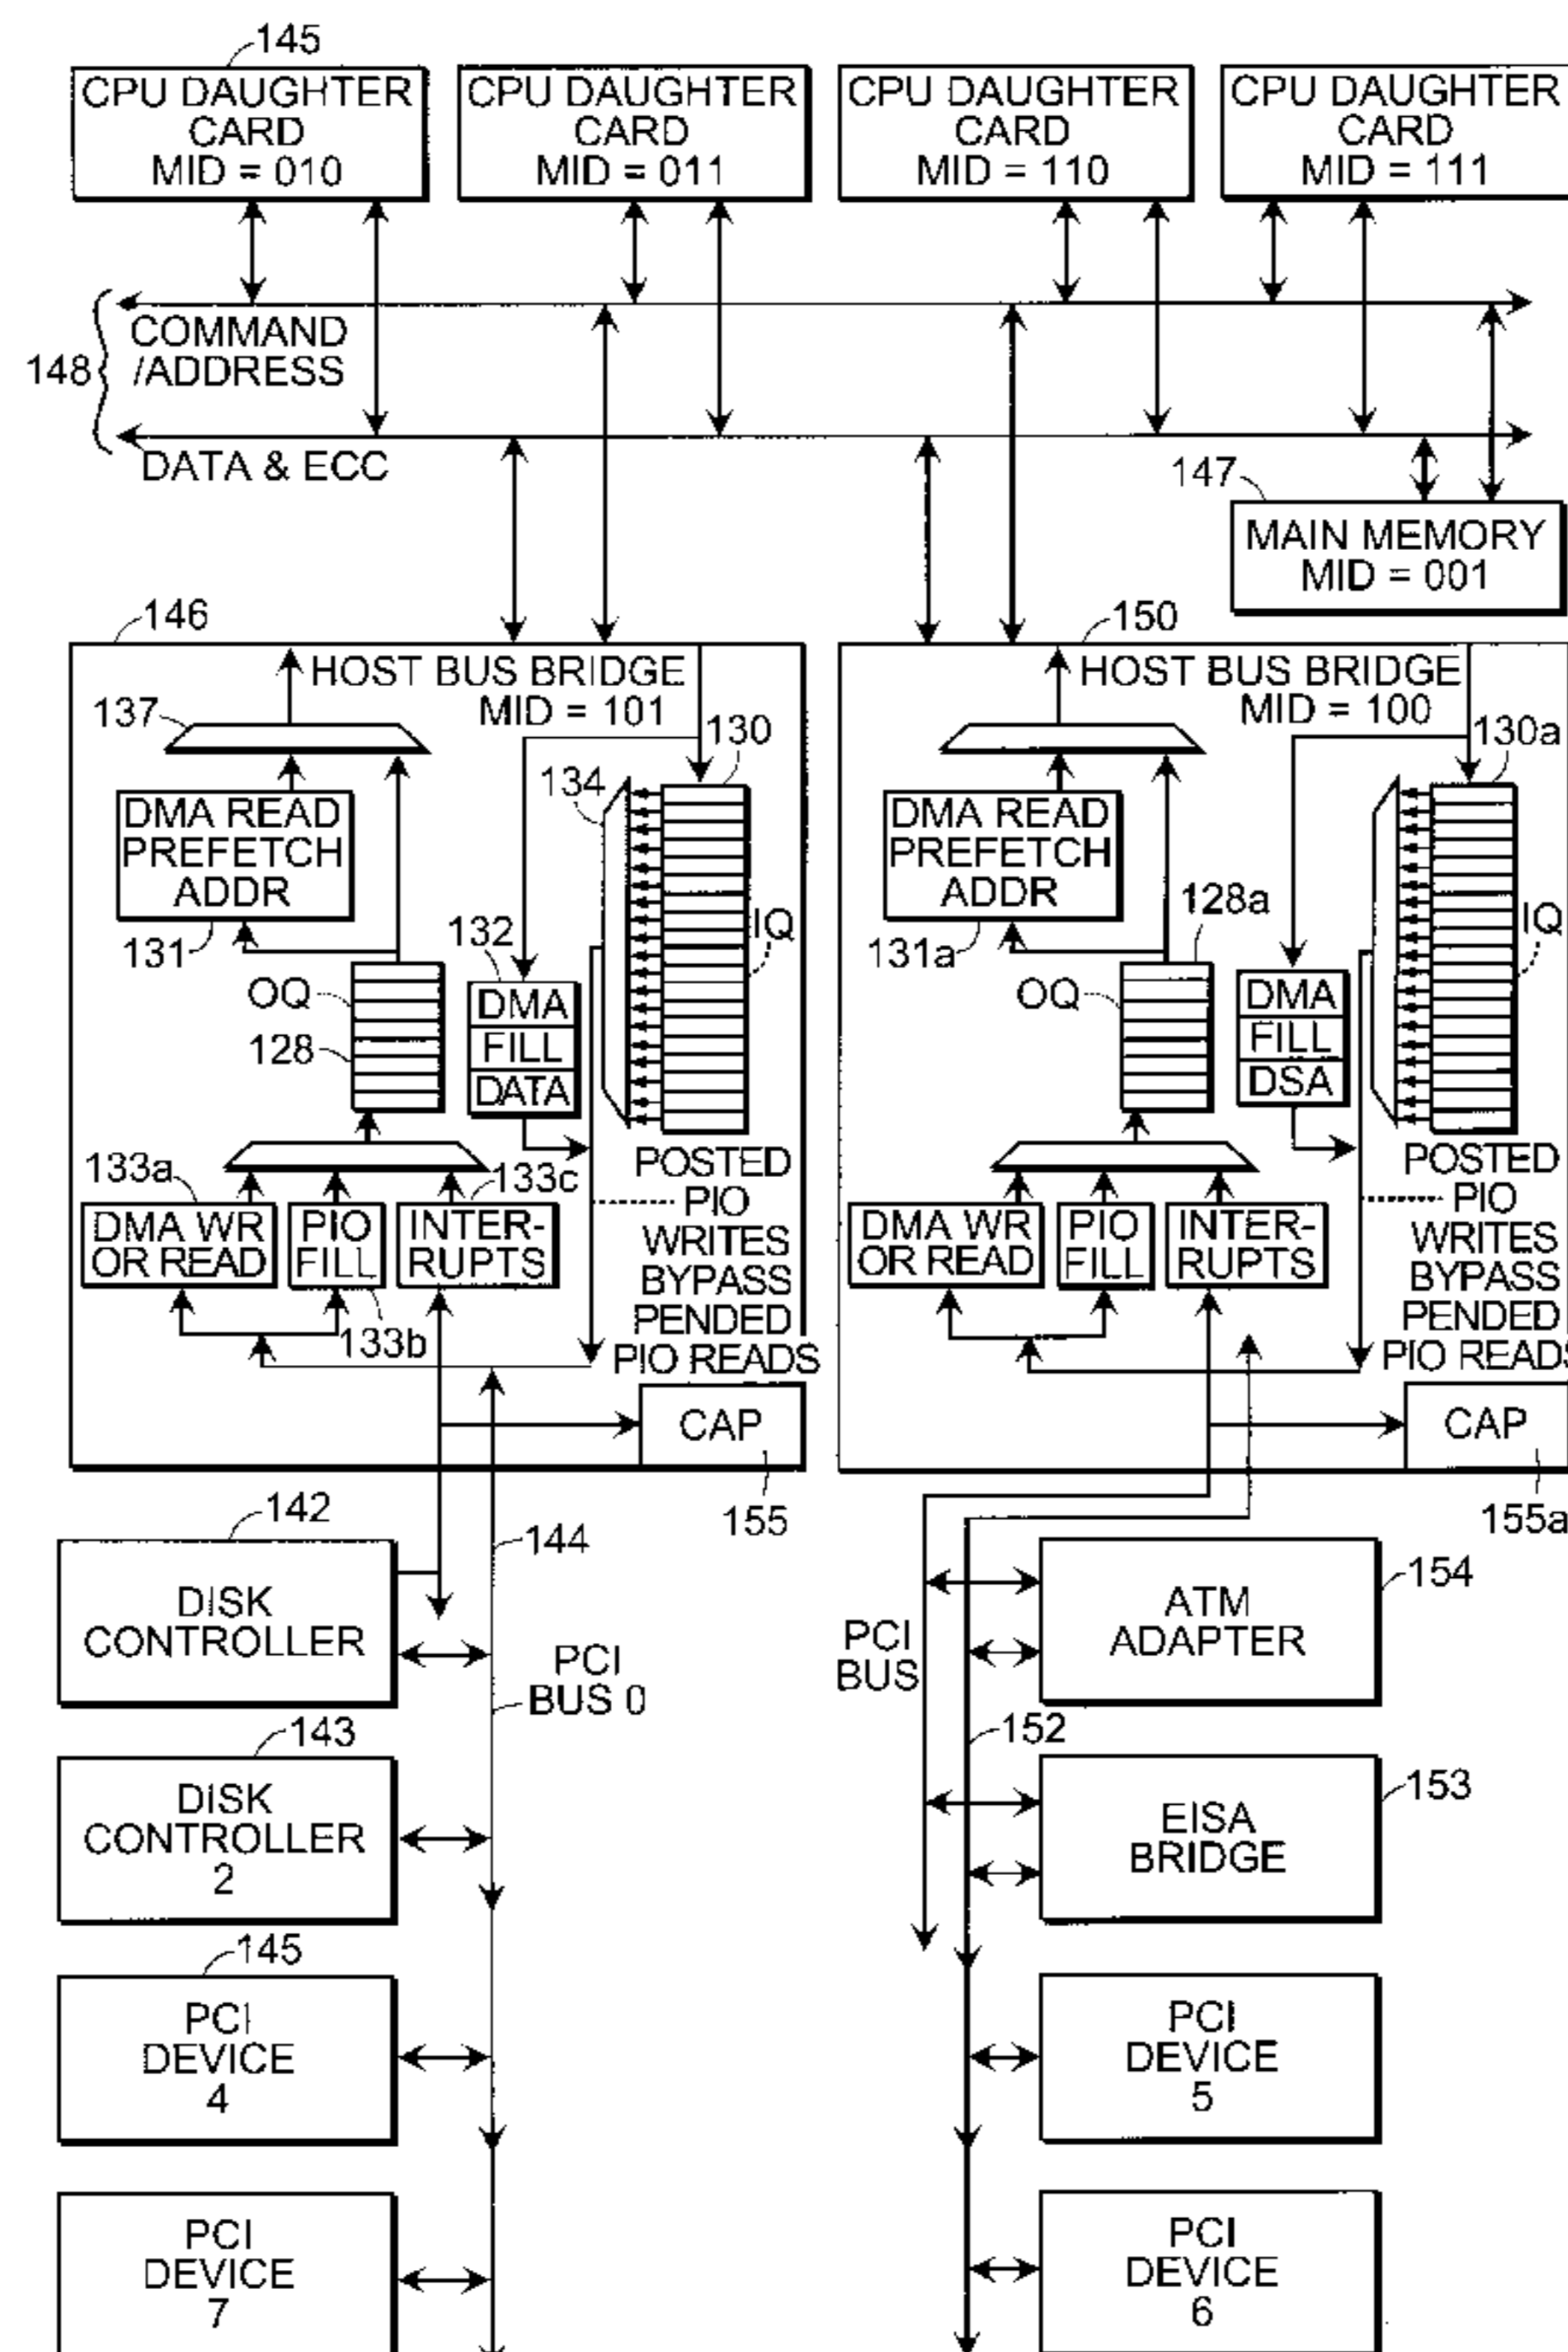 145
CPU DAUGHTER
CARD
MID = 010
CPU DAUGHTER
CARD
MID = 011
CPU DAUGHTER
CARD
MID = 110
CPU DAUGHTER
CARD
MID = 111
148
COMMAND
/ADDRESS
DATA & ECC
147
MAIN MEMORY
MID = 001
146
HOST BUS BRIDGE
MID = 101
137
130
134
DMA READ
PREFETCH
ADDR
131
132
IQ
OQ
128
DMA
FILL
DATA
133a
133c
DMA WR
OR READ
PIO
FILL
INTER-
RUPTS
133b
POSTED
PIO
WRITES
BYPASS
PENDED
PIO READS
CAP
155
150
HOST BUS BRIDGE
MID = 100
130a
DMA READ
PREFETCH
ADDR
131a
128a
IQ
OQ
DMA
FILL
DSA
DMA WR
OR READ
PIO
FILL
INTER-
RUPTS
POSTED
PIO
WRITES
BYPASS
PENDED
PIO READS
CAP
155a
142
DISK
CONTROLLER
144
PCI
BUS 0
143
DISK
CONTROLLER
2
145
PCI
DEVICE
4
PCI
DEVICE
7
PCI
BUS
154
ATM
ADAPTER
152
153
EISA
BRIDGE
PCI
DEVICE
5
PCI
DEVICE
6